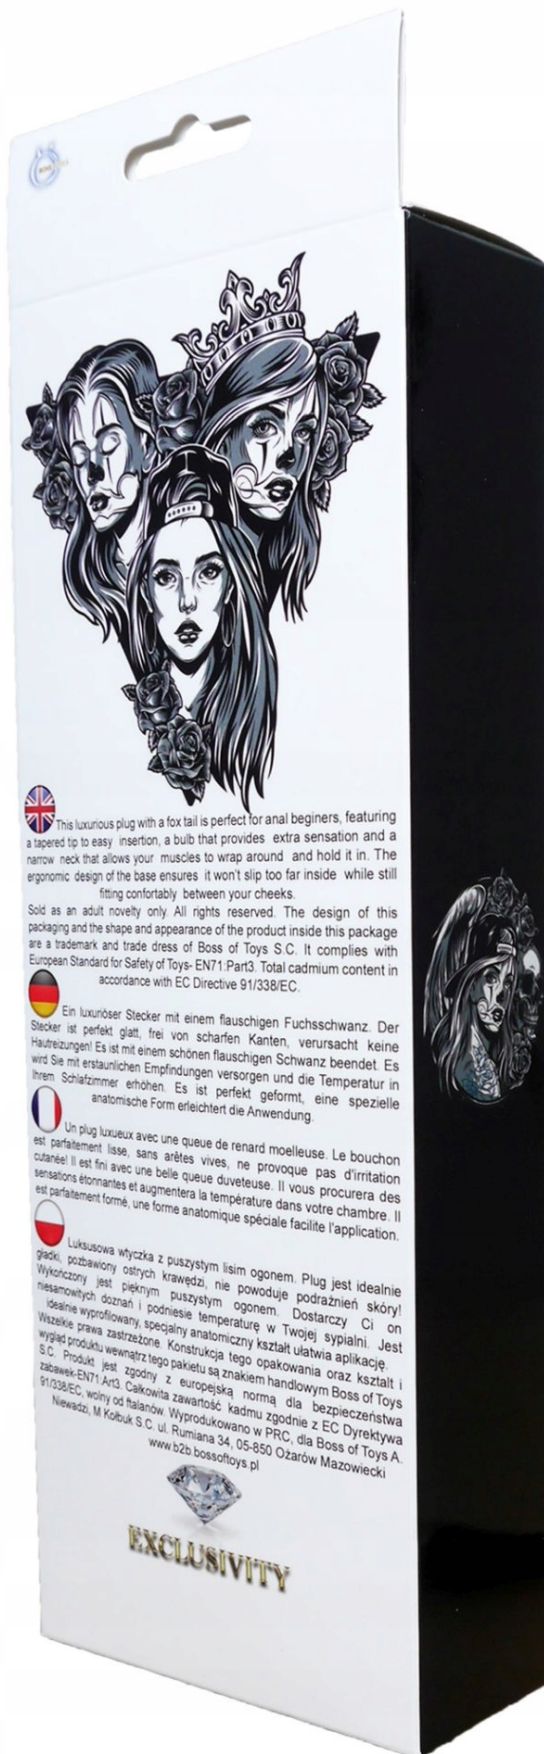 This luxurious plug with a fox tail is perfect for anal beginers, featuring
a tapered tip to easy insertion, a bulb that provides extra sensation and a
narrow neck that allows your muscles to wrap around and hold it in. The
ergonomic design of the base ensures it won't slip too far inside while still
fitting confortably between your cheeks.
Sold as an adult novelty only. All rights reserved. The design of this
packaging and the shape and appearance of the product inside this package
are a trademark and trade dress of Boss of Toys S.C. It complies with
European Standard for Safety of Toys- EN71:Part3. Total cadmium content in
accordance with EC Directive 91/338/EC.
Ein luxuriöser Stecker mit einem flauschigen Fuchsschwanz. Der
Stecker ist perfekt glatt, frei von scharfen Kanten, verursacht keine
Hautreizungen! Es ist mit einem schönen flauschigen Schwanz beendet. Es
wird Sie mit erstaunlichen Empfindungen versorgen und die Temperatur in
Ihrem Schlafzimmer erhöhen. Es ist perfekt geformt, eine spezielle
anatomische Form erleichtert die Anwendung.
Un plug luxueux avec une queue de renard moelleuse. Le bouchon
est parfaitement lisse, sans arêtes vives, ne provoque pas d'irritation
cutanée! Il est fini avec une belle queue duveteuse. Il vous procurera des
sensations étonnantes et augmentera la température dans votre chambre. Il
est parfaitement formé, une forme anatomique spéciale facilite l'application.
Luksusowa wtyczka z puszystym lisim ogonem. Plug jest idealnie
gładki, pozbawiony ostrych krawędzi, nie powoduje podrażnień skóry!
Wykończony jest pięknym puszystym ogonem. Dostarczy Ci on
niesamowitych doznań i podniesie temperaturę w Twojej sypialni. Jest
idealnie wyprofilowany, specjalny anatomiczny kształt ułatwia aplikację.
Wszelkie prawa zastrzeżone. Konstrukcja tego opakowania oraz kształt i
wygląd produktu wewnątrz tego pakietu są znakiem handlowym Boss of Toys
S.C. Produkt jest zgodny z europejską normą dla bezpieczeństwa
zabawek-EN71:Art3. Całkowita zawartość kadmu zgodnie z EC Dyrektywa
91/338/EC, wolny od ftalanów. Wyprodukowano w PRC, dla Boss of Toys A.
Niewadzi, M Kołbuk S.C. ul. Rumiana 34, 05-850 Ożarów Mazowiecki
www.b2b.bossoftoys.pl
EXCLUSIVITY